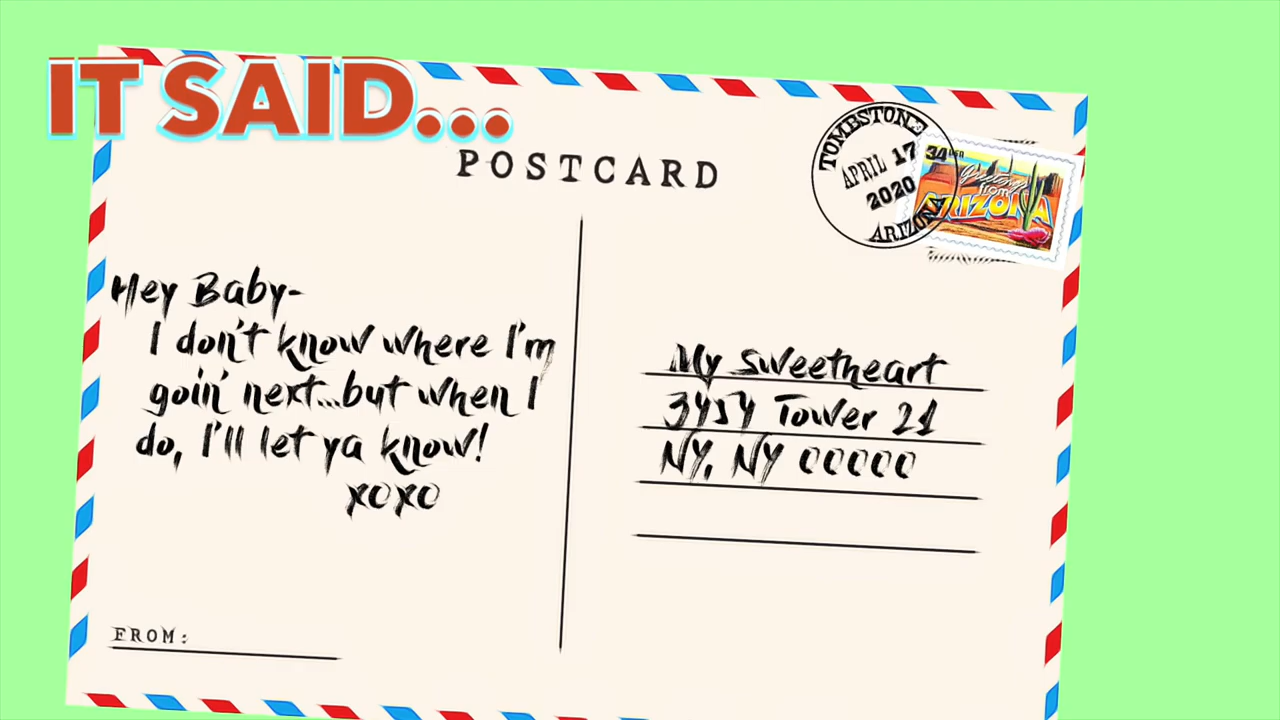 IT SAID...
POSTCARD
TOMBSTONE
APRIL 17
2020
ARIZONA
34 USA
Greetings
from
ARIZONA
Hey Baby-
I don't know where I'm
goin' next...but when I
do, I'll let ya know!
xoxo
My Sweetheart
3454 Tower 21
NY, NY 00000
FROM: